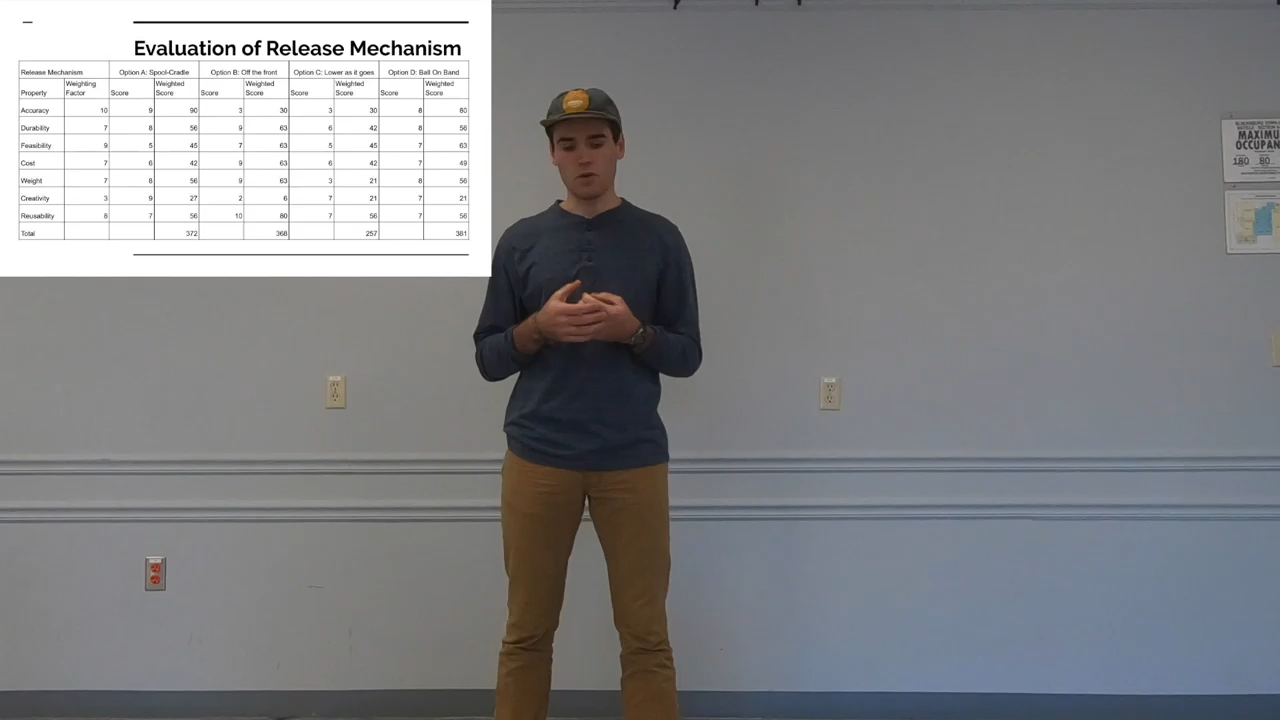 Evaluation of Release Mechanism
Release Mechanism Option A: Spool-Cradle Option B: Off the front Option C: Lower as it goes Option D: Ball On Band
Property Weighting Factor Score Weighted Score Score Weighted Score Score Weighted Score Score Weighted Score
Accuracy 10 9 90 3 30 3 30 8 80
Durability 7 8 56 9 63 6 42 8 56
Feasibility 9 5 45 7 63 5 45 7 63
Cost 7 6 42 9 63 6 42 7 49
Weight 7 8 56 9 63 3 21 8 56
Creativity 3 9 27 2 6 7 21 7 21
Reusability 8 7 56 10 80 7 56 7 56
Total 372 368 257 381
MAXIMU
OCCUPAN
180 80